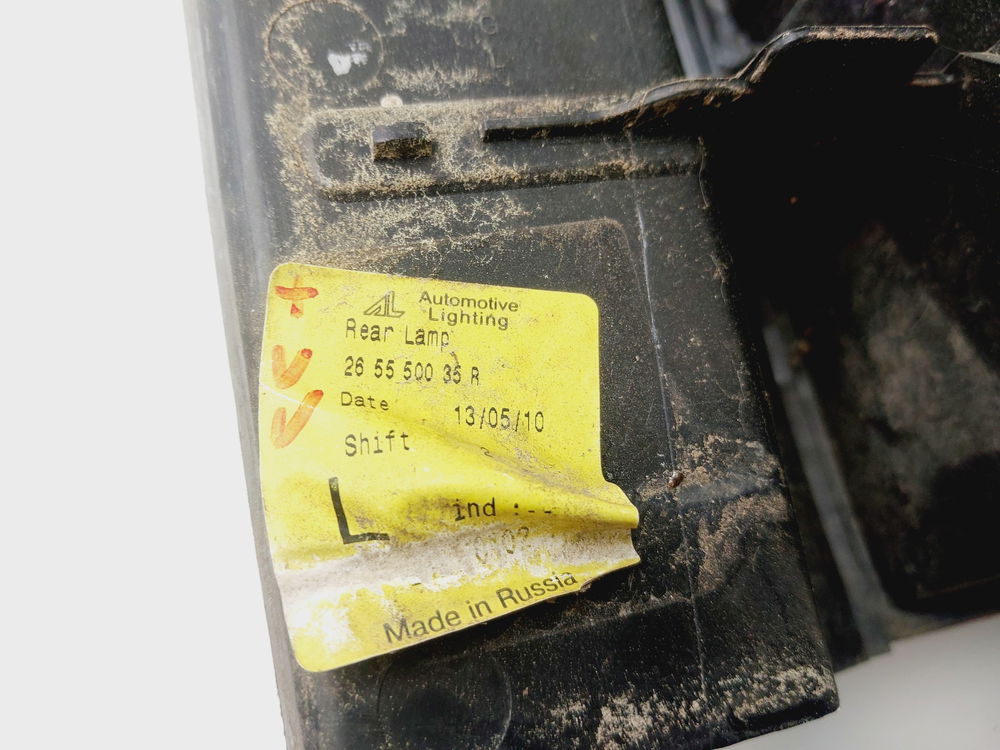 Automotive
Lighting
Rear Lamp
26 55 500 35 R
Date 13/05/10
Shift
L
ind :--
Made in Russia